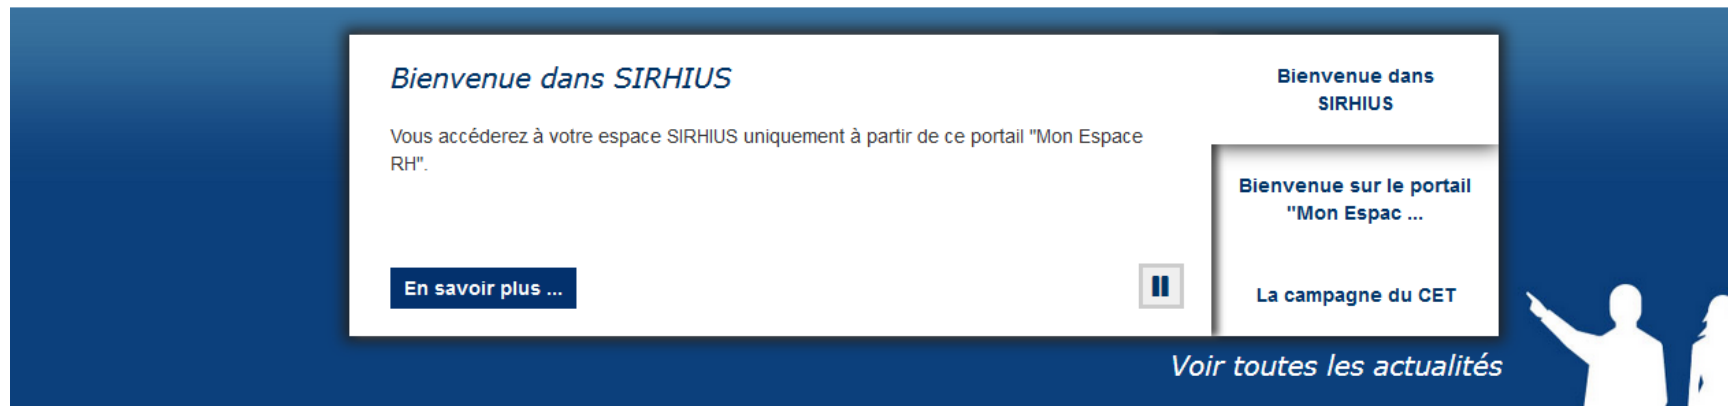 Bienvenue dans SIRHIUS
Vous accéderez à votre espace SIRHIUS uniquement à partir de ce portail "Mon Espace
RH".
En savoir plus ...
Bienvenue dans
SIRHIUS
Bienvenue sur le portail
"Mon Espac ...
La campagne du CET
Voir toutes les actualités